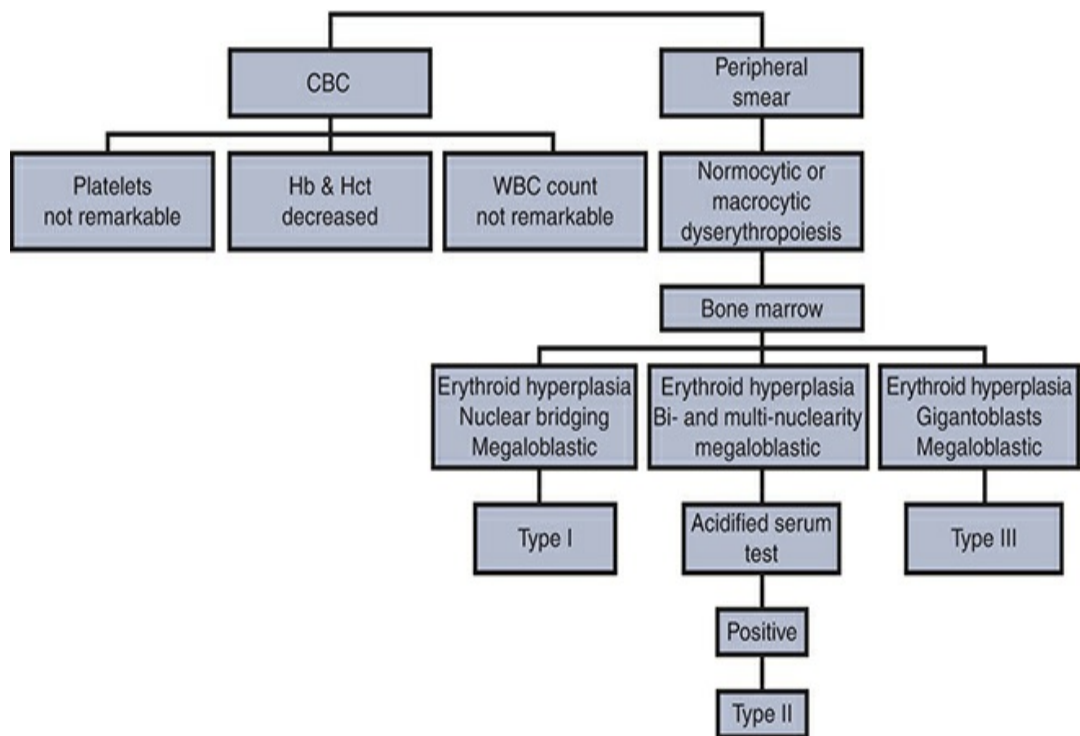 CBC
Peripheral
smear
Platelets
not remarkable
Hb & Hct
decreased
WBC count
not remarkable
Normocytic or
macrocytic
dyserythropoiesis
Bone marrow
Erythroid hyperplasia
Nuclear bridging
Megaloblastic
Erythroid hyperplasia
Bi- and multi-nuclearity
megaloblastic
Erythroid hyperplasia
Gigantoblasts
Megaloblastic
Type I
Acidified serum
test
Type III
Positive
Type II